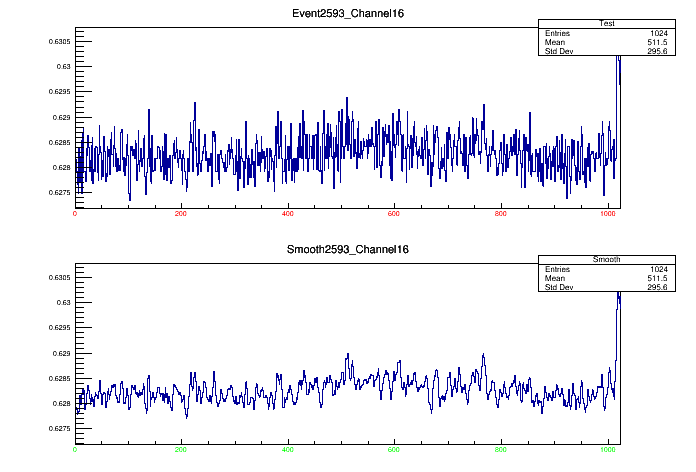 Event2593_Channel16
Test
Entries 1024
Mean 511.5
Std Dev 295.6
0.6305
0.63
0.6295
0.629
0.6285
0.628
0.6275
0 200 400 600 800 1000
Smooth2593_Channel16
Smooth
Entries 1024
Mean 511.5
Std Dev 295.6
0.6305
0.63
0.6295
0.629
0.6285
0.628
0.6275
0 200 400 600 800 1000